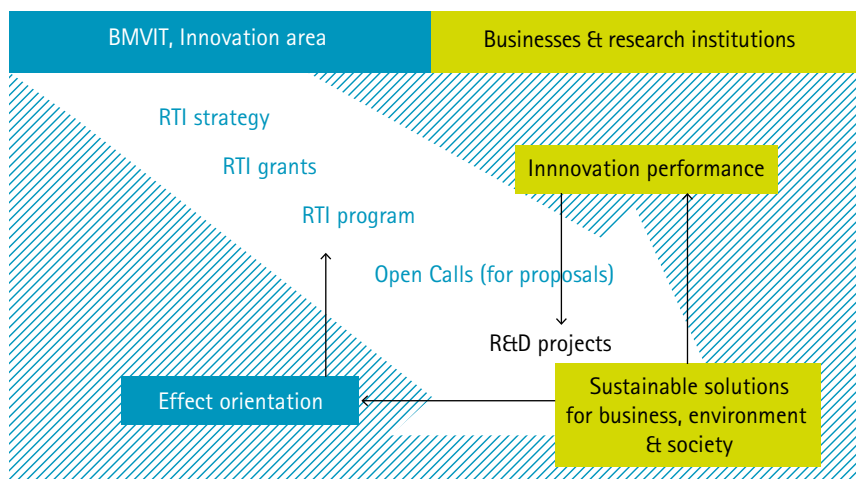 BMVIT, Innovation area
Businesses & research institutions
RTI strategy
RTI grants
Innnovation performance
RTI program
Open Calls (for proposals)
R&D projects
Effect orientation
Sustainable solutions
for business, environment
& society